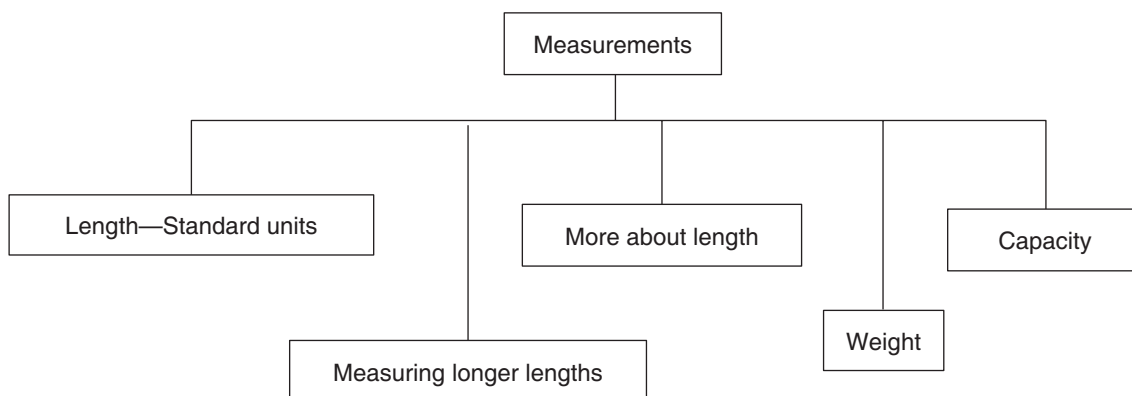 Measurements
Length—Standard units
More about length
Capacity
Weight
Measuring longer lengths